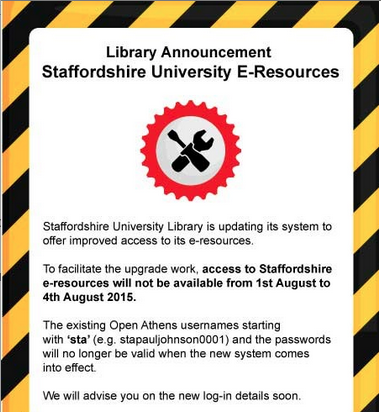 Library Announcement
Staffordshire University E-Resources
Staffordshire University Library is updating its system to
offer improved access to its e-resources.
To facilitate the upgrade work, access to Staffordshire
e-resources will not be available from 1st August to
4th August 2015.
The existing Open Athens usernames starting
with ‘sta’ (e.g. stapauljohnson0001) and the passwords
will no longer be valid when the new system comes
into effect.
We will advise you on the new log-in details soon.